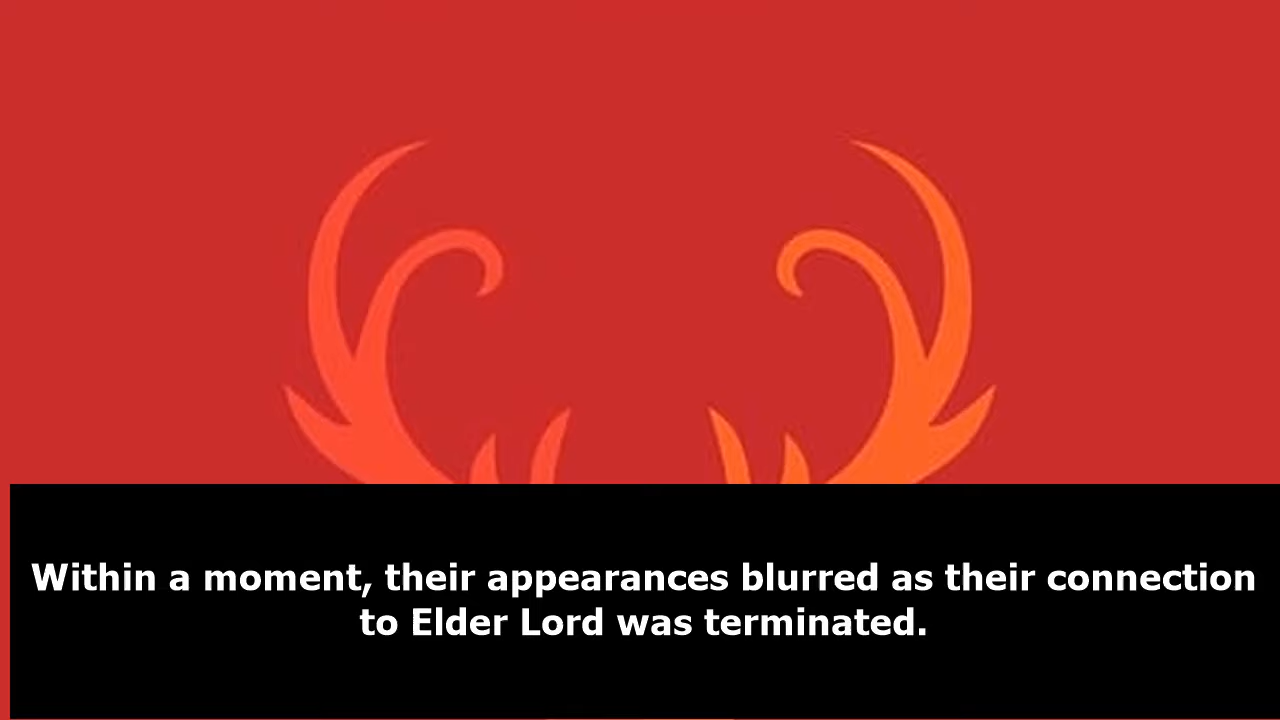 Within a moment, their appearances blurred as their connection
to Elder Lord was terminated.